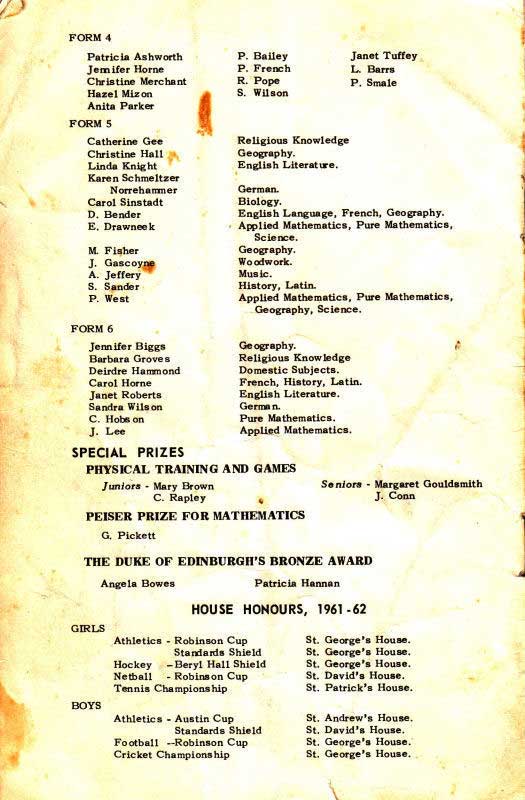 FORM 4
Patricia Ashworth P. Bailey Janet Tuffey
Jennifer Horne P. French L. Barrs
Christine Merchant R. Pope P. Smale
Hazel Mizon S. Wilson
Anita Parker
FORM 5
Catherine Gee Religious Knowledge
Christine Hall Geography.
Linda Knight English Literature.
Karen Schmeltzer
Norrehammer German.
Carol Sinstadt Biology.
D. Bender English Language, French, Geography.
E. Drawneek Applied Mathematics, Pure Mathematics,
Science.
M. Fisher Geography.
J. Gascoyne Woodwork.
A. Jeffery Music.
S. Sander History, Latin.
P. West Applied Mathematics, Pure Mathematics,
Geography, Science.
FORM 6
Jennifer Biggs Geography.
Barbara Groves Religious Knowledge
Deirdre Hammond Domestic Subjects.
Carol Horne French, History, Latin.
Janet Roberts English Literature.
Sandra Wilson German.
C. Hobson Pure Mathematics.
J. Lee Applied Mathematics.
SPECIAL PRIZES
PHYSICAL TRAINING AND GAMES
Juniors - Mary Brown Seniors - Margaret Gouldsmith
C. Rapley J. Conn
PEISER PRIZE FOR MATHEMATICS
G. Pickett
THE DUKE OF EDINBURGH'S BRONZE AWARD
Angela Bowes Patricia Hannan
HOUSE HONOURS, 1961-62
GIRLS
Athletics - Robinson Cup St. George's House.
Standards Shield St. George's House.
Hockey - Beryl Hall Shield St. George's House.
Netball - Robinson Cup St. David's House.
Tennis Championship St. Patrick's House.
BOYS
Athletics - Austin Cup St. Andrew's House.
Standards Shield St. David's House.
Football --Robinson Cup St. George's House.
Cricket Championship St. George's House.